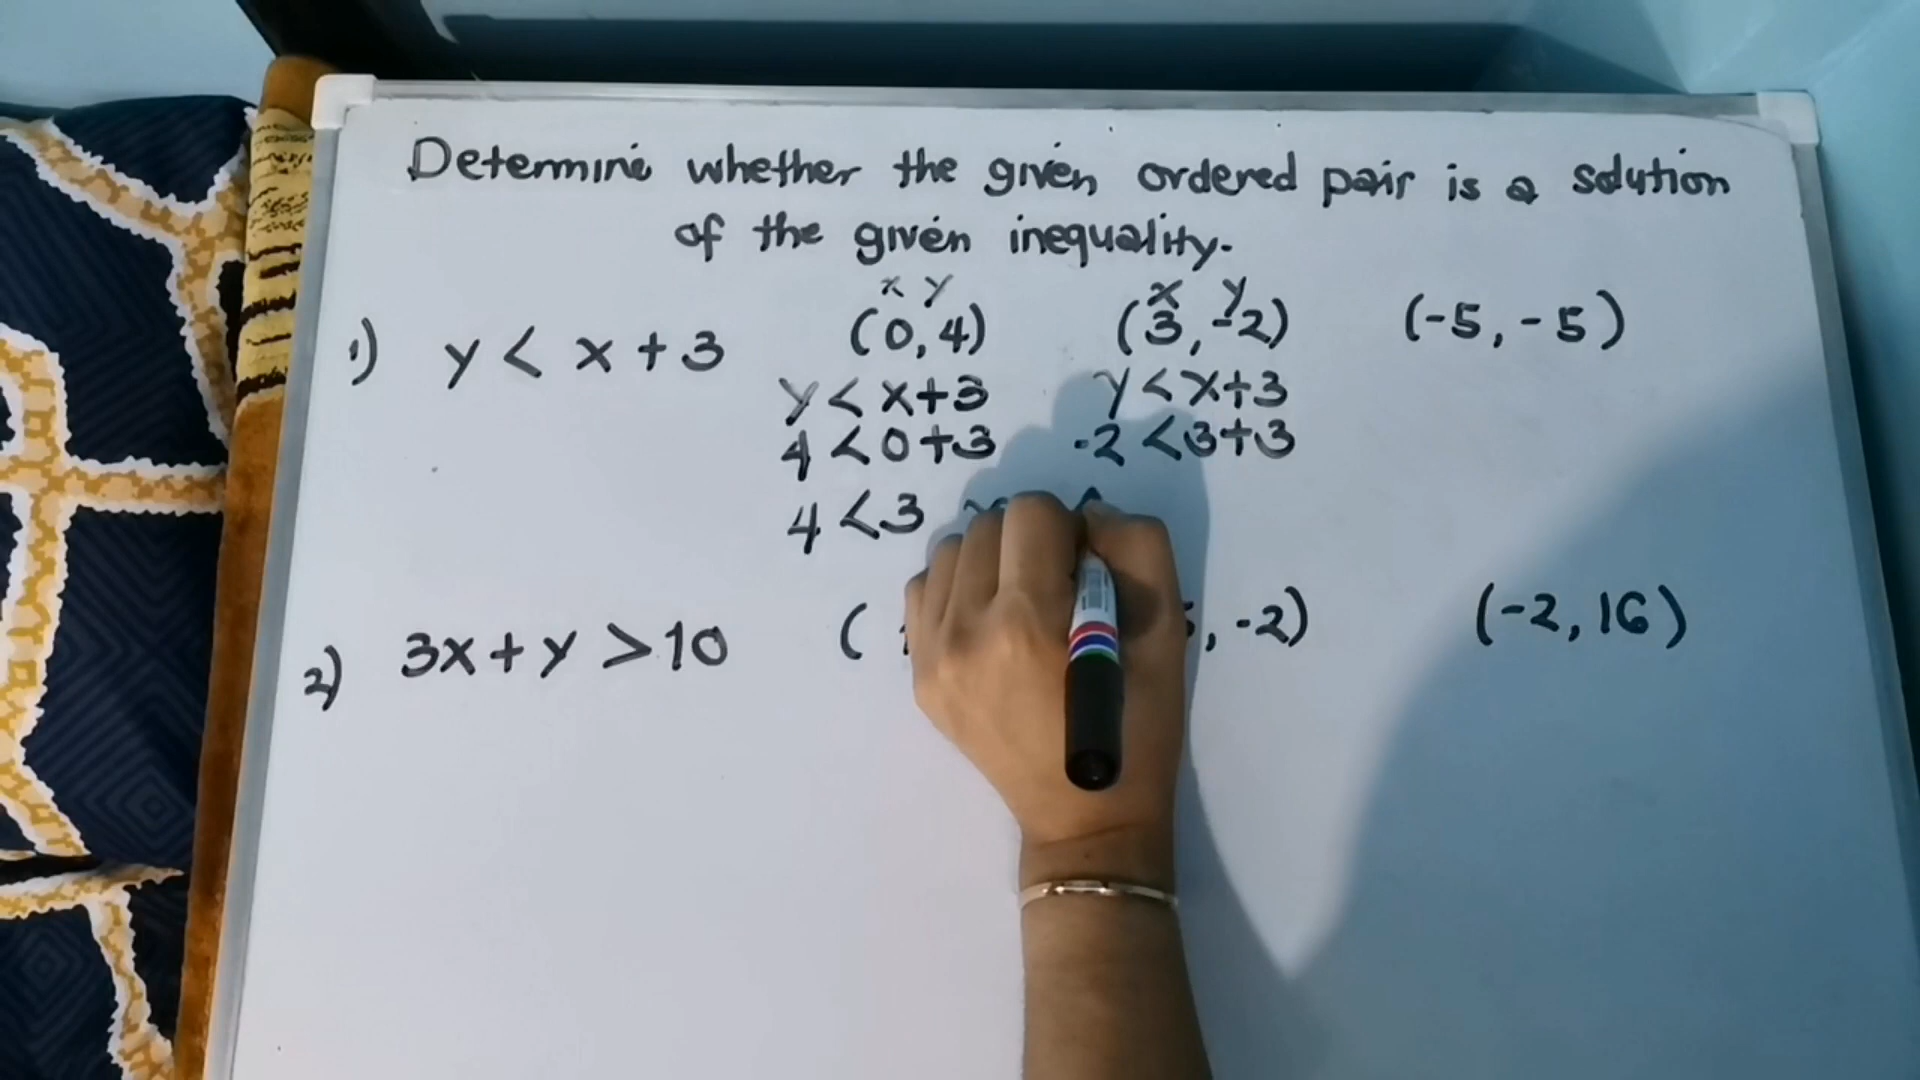 Determine whether the given ordered pair is a solution
of the given inequality.
x y
x y
1) y < x + 3 (0, 4) (3, -2) (-5, -5)
y < x+3 y < x+3
4 < 0+3 -2 < 3+3
4 < 3
2) 3x + y > 10 ( , -2) (-2, 16)